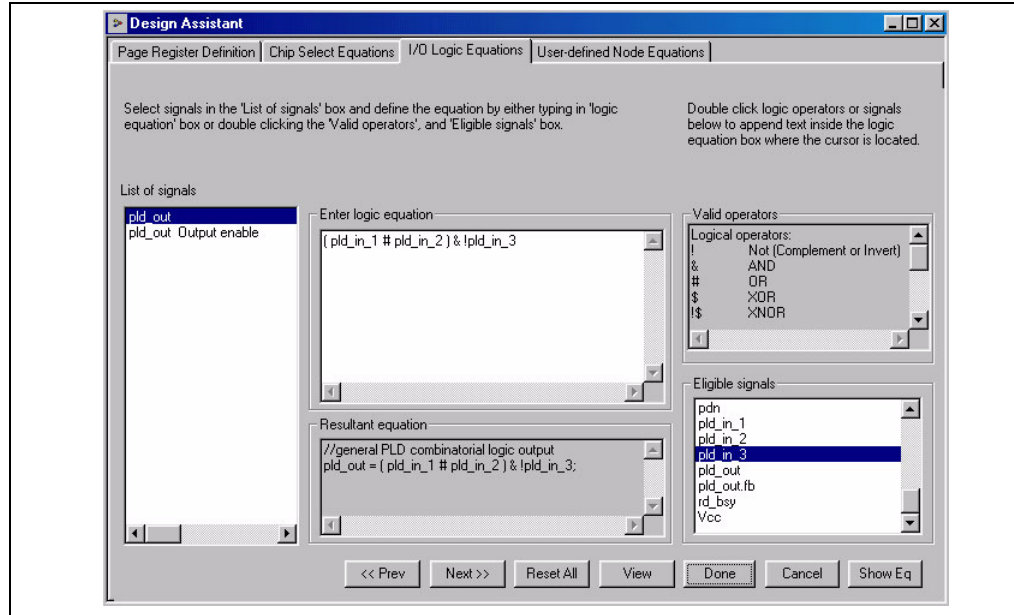 Design Assistant
Page Register Definition Chip Select Equations I/O Logic Equations User-defined Node Equations
Select signals in the 'List of signals' box and define the equation by either typing in 'logic
equation' box or double clicking the 'Valid operators', and 'Eligible signals' box.
Double click logic operators or signals
below to append text inside the logic
equation box where the cursor is located.
List of signals
pld_out
pld_out Output enable
Enter logic equation
( pld_in_1 # pld_in_2 ) & !pld_in_3
Resultant equation
//general PLD combinatorial logic output
pld_out = ( pld_in_1 # pld_in_2 ) & !pld_in_3;
Valid operators
Logical operators:
! Not (Complement or Invert)
& AND
# OR
$ XOR
!$ XNOR
Eligible signals
pdn
pld_in_1
pld_in_2
pld_in_3
pld_out
pld_out.fb
rd_bsy
Vcc
<< Prev Next >> Reset All View Done Cancel Show Eq